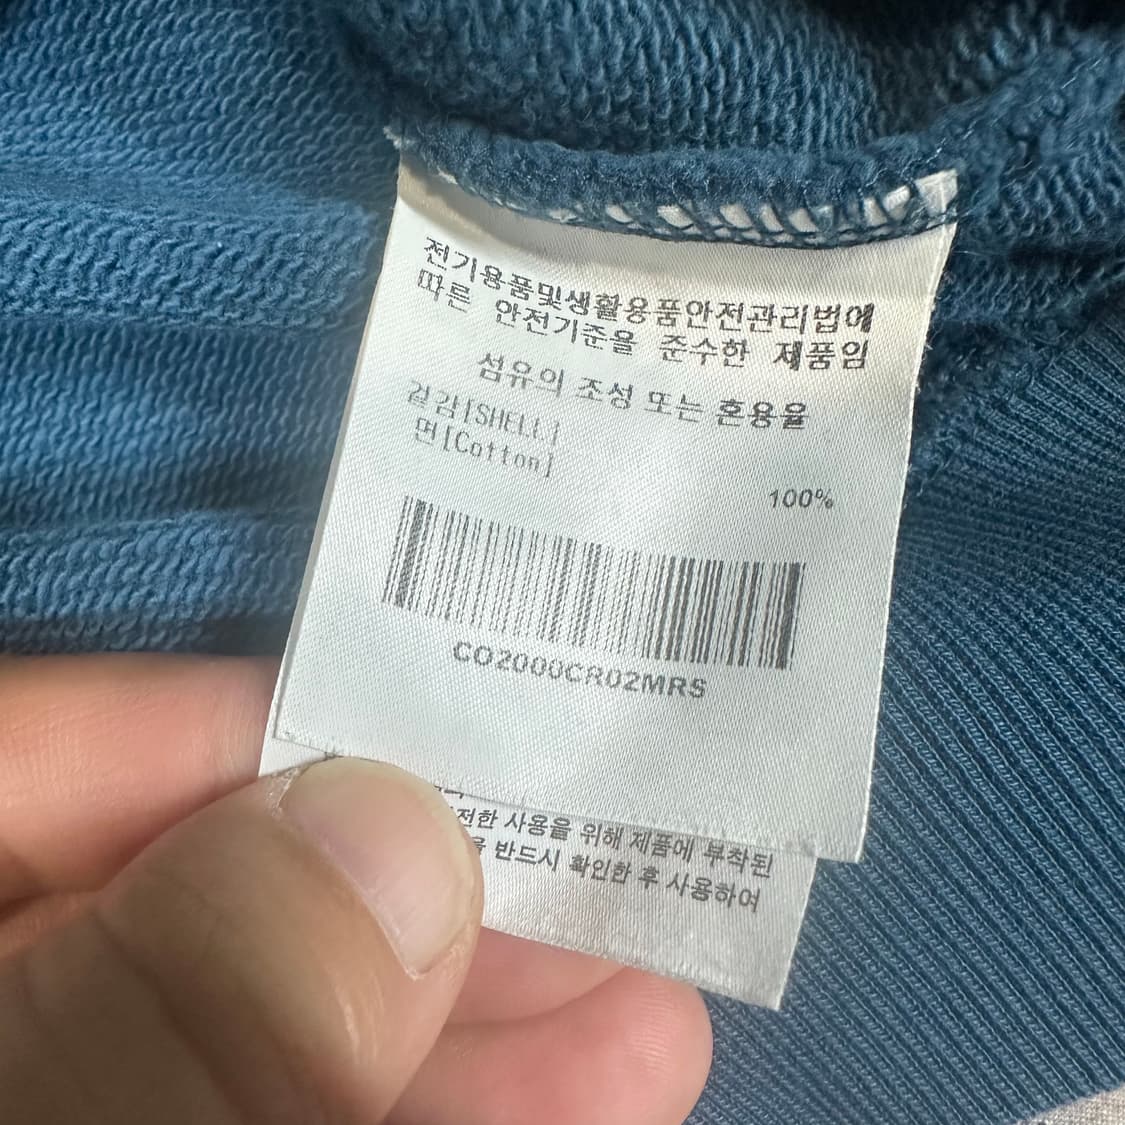 전기용품및생활용품안전관리법에
따른 안전기준을 준수한 제품임
섬유의 조성 또는 혼용율
겉감[SHELL]
면[Cotton]
100%
CO2000CR02MRS
전한 사용을 위해 제품에 부착된
반드시 확인한 후 사용하여